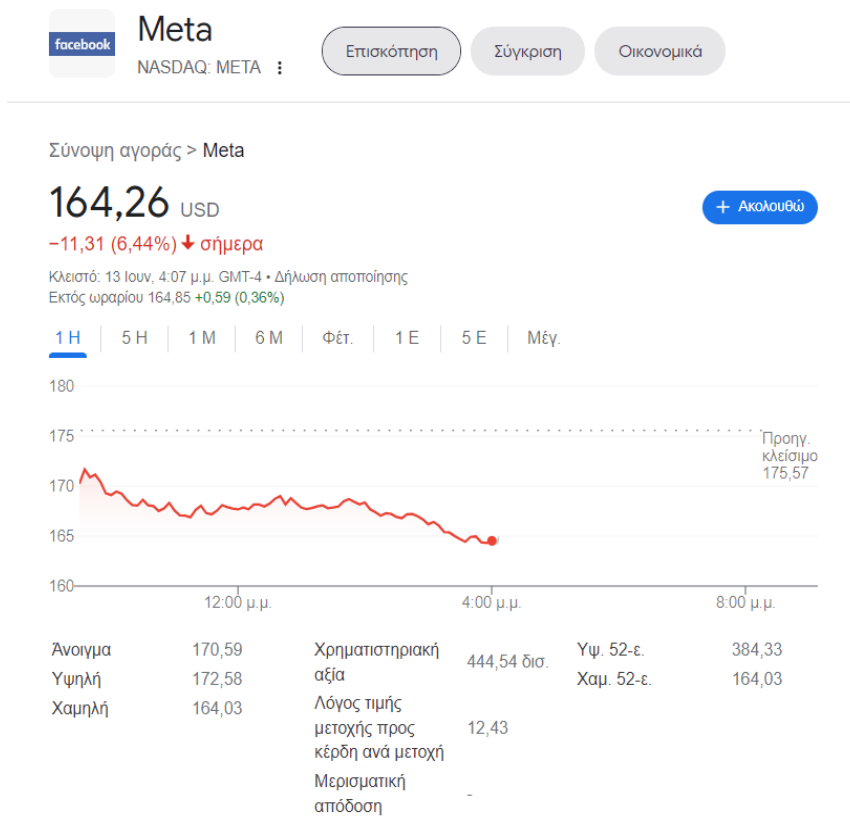 facebook
Meta
NASDAQ: META
Επισκόπηση
Σύγκριση
Οικονομικά
Σύνοψη αγοράς > Meta
164,26 USD
+ Ακολουθώ
−11,31 (6,44%) σήμερα
Κλειστό: 13 Ιουν, 4:07 μ.μ. GMT-4 • Δήλωση αποποίησης
Εκτός ωραρίου 164,85 +0,59 (0,36%)
1 Η 5 Η 1 Μ 6 Μ Φέτ. 1 Ε 5 Ε Μέγ.
180
175
170
165
160
Προηγ.
κλείσιμο
175,57
12:00 μ.μ. 4:00 μ.μ. 8:00 μ.μ.
Άνοιγμα 170,59
Υψηλή 172,58
Χαμηλή 164,03
Χρηματιστηριακή
αξία 444,54 δισ.
Λόγος τιμής
μετοχής προς 12,43
κέρδη ανά μετοχή
Μερισματική
απόδοση -
Υψ. 52-ε. 384,33
Χαμ. 52-ε. 164,03